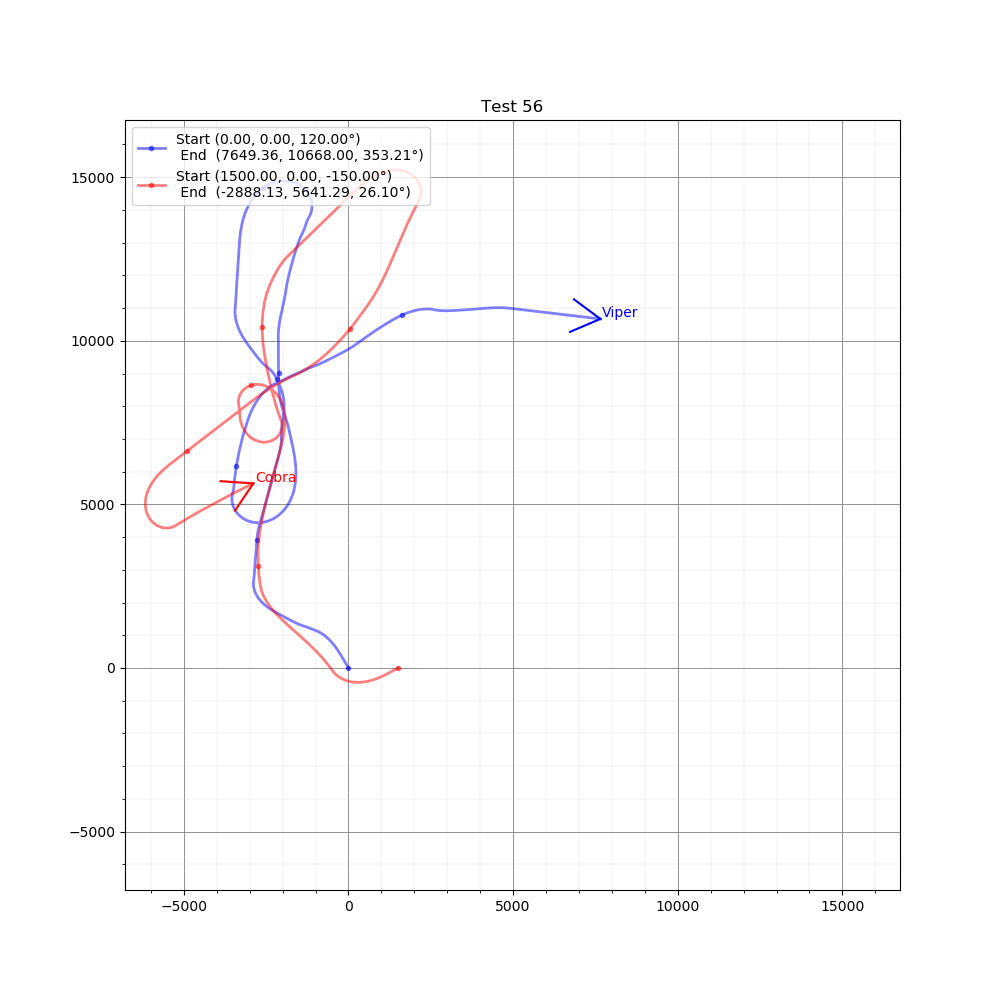 Test 56
Start (0.00, 0.00, 120.00°)
End (7649.36, 10668.00, 353.21°)
Start (1500.00, 0.00, -150.00°)
End (-2888.13, 5641.29, 26.10°)
15000
10000
5000
0
−5000
Viper
Cobra
−5000 0 5000 10000 15000